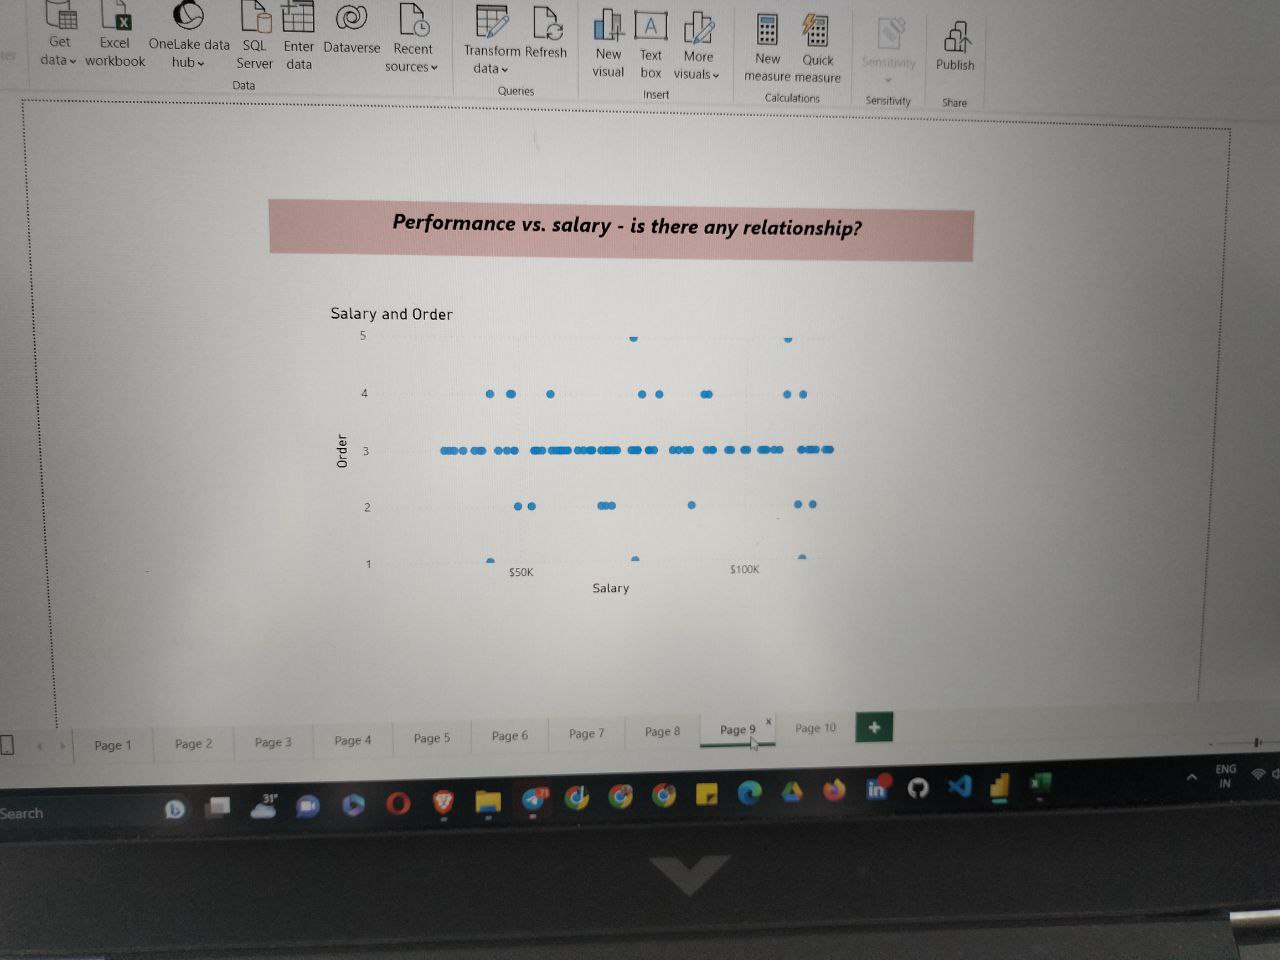 Get data
Excel workbook
OneLake data hub
SQL Server
Enter data
Dataverse
Recent sources
Data
Transform data
Refresh
Queries
New visual
Text box
More visuals
Insert
New measure
Quick measure
Calculations
Sensitivity
Sensitivity
Publish
Share
Performance vs. salary - is there any relationship?
Salary and Order
5
4
3
2
1
Order
$50K
$100K
Salary
Page 1
Page 2
Page 3
Page 4
Page 5
Page 6
Page 7
Page 8
Page 9
x
Page 10
+
Search
31°
ENG
IN